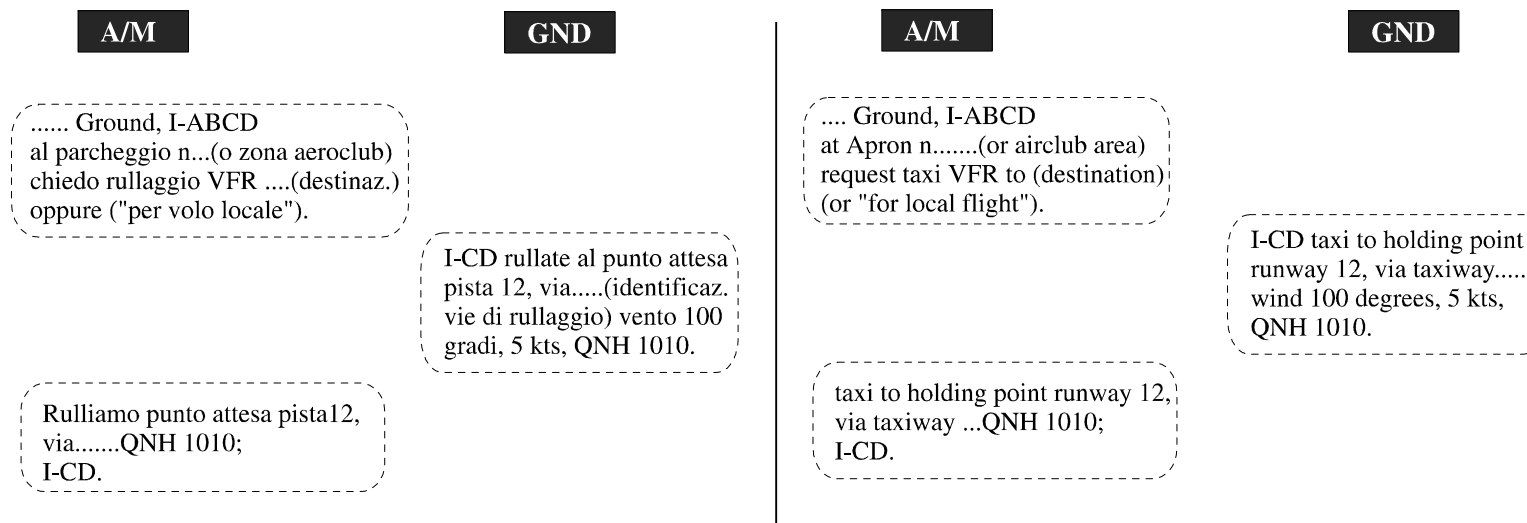 A/M
GND
...... Ground, I-ABCD
al parcheggio n...(o zona aeroclub)
chiedo rullaggio VFR ....(destinaz.)
oppure ("per volo locale").
I-CD rullate al punto attesa
pista 12, via.....(identificaz.
vie di rullaggio) vento 100
gradi, 5 kts, QNH 1010.
Rulliamo punto attesa pista12,
via.......QNH 1010;
I-CD.
A/M
GND
.... Ground, I-ABCD
at Apron n.......(or airclub area)
request taxi VFR to (destination)
(or "for local flight").
I-CD taxi to holding point
runway 12, via taxiway.....
wind 100 degrees, 5 kts,
QNH 1010.
taxi to holding point runway 12,
via taxiway ...QNH 1010;
I-CD.